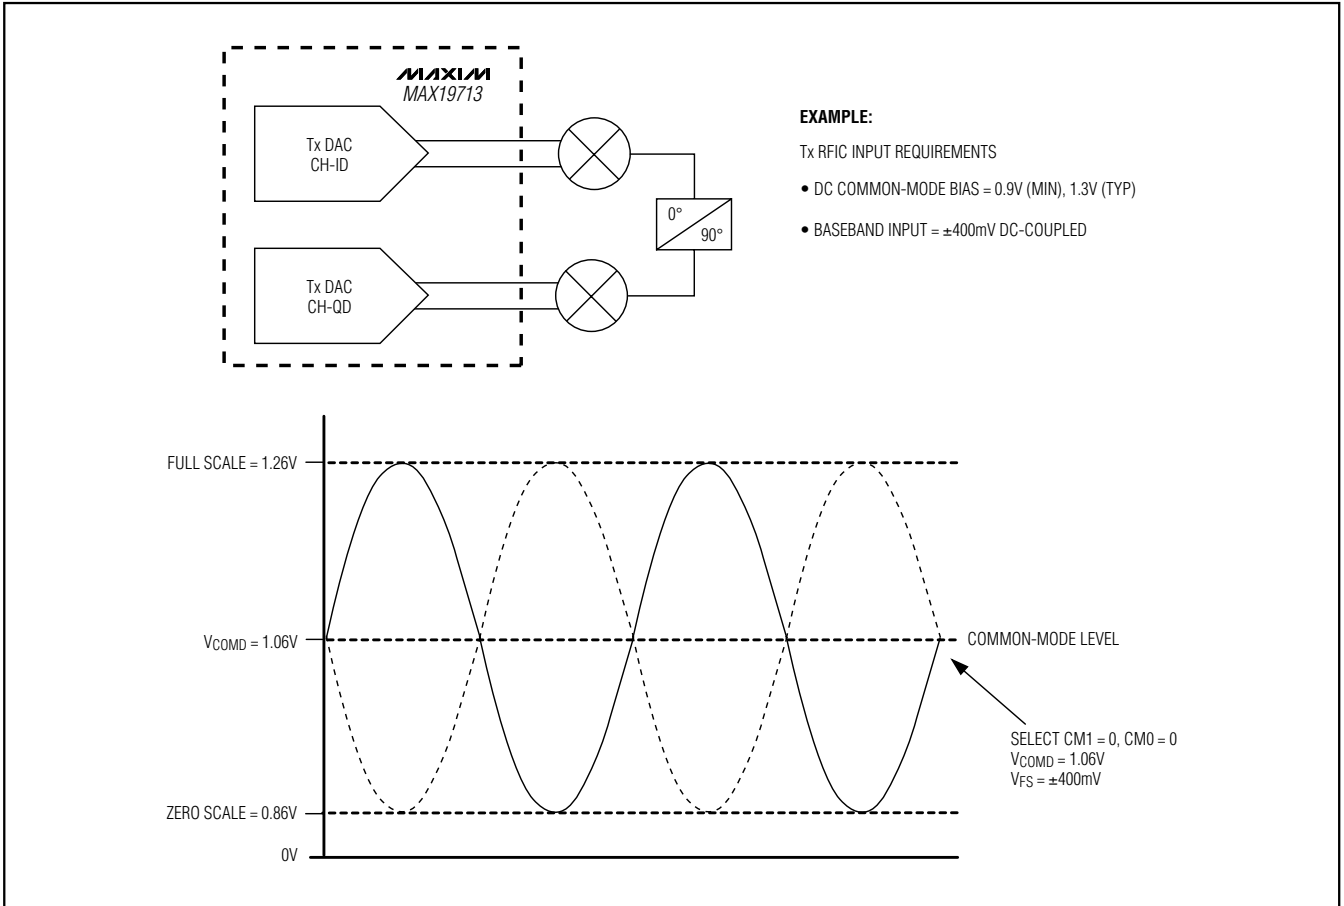 MAXIM
MAX19713
Tx DAC
CH-ID
Tx DAC
CH-QD
0°
90°
EXAMPLE:
Tx RFIC INPUT REQUIREMENTS
• DC COMMON-MODE BIAS = 0.9V (MIN), 1.3V (TYP)
• BASEBAND INPUT = ±400mV DC-COUPLED
FULL SCALE = 1.26V
VCOMD = 1.06V
COMMON-MODE LEVEL
SELECT CM1 = 0, CM0 = 0
VCOMD = 1.06V
VFS = ±400mV
ZERO SCALE = 0.86V
0V